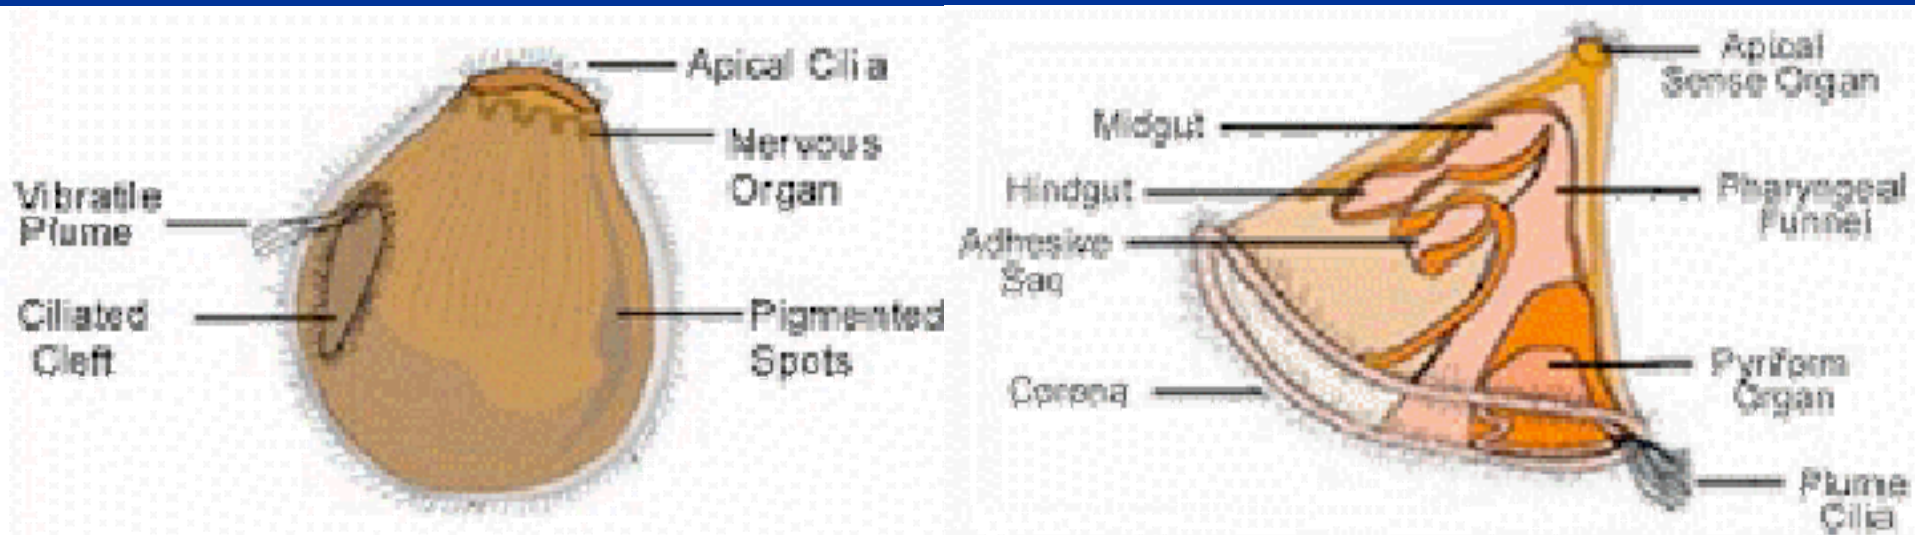 Apical Cilia
Nervous
Organ
Vibratile
Plume
Ciliated
Cleft
Pigmented
Spots
Apical
Sense Organ
Midgut
Hindgut
Pharyngeal
Funnel
Adhesive
Sac
Corona
Pyriform
Organ
Plume
Cilia